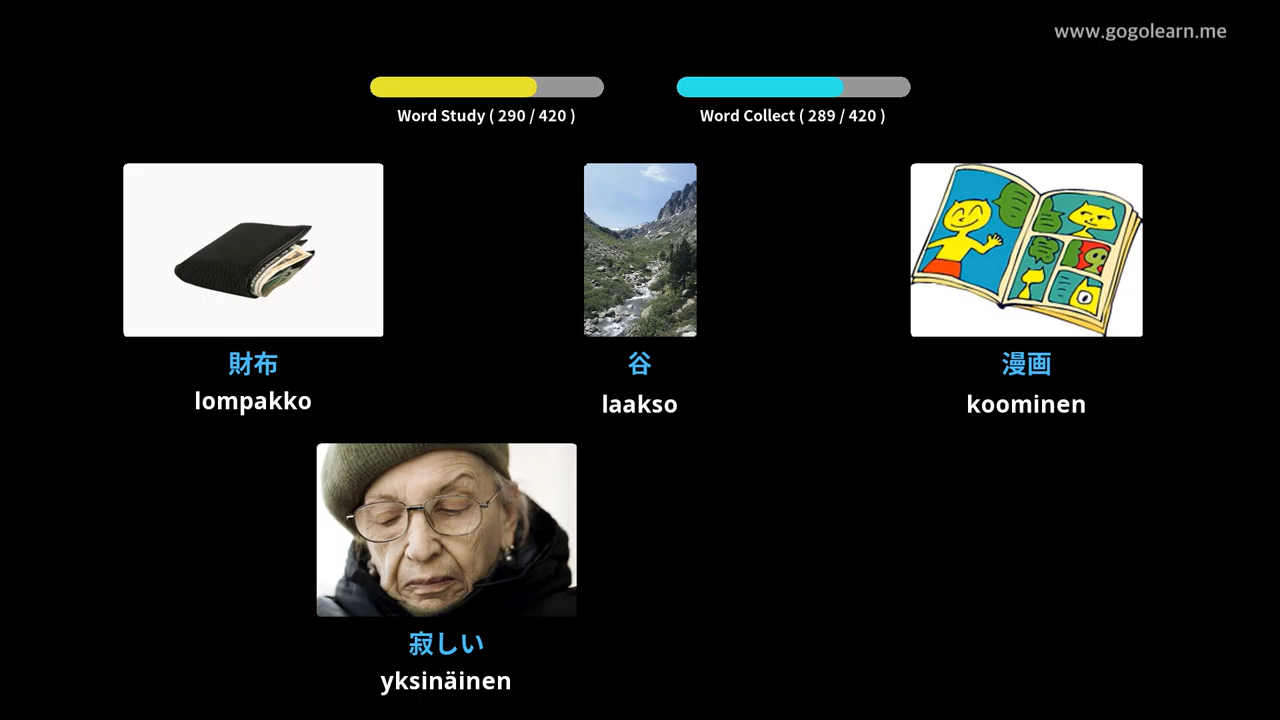 www.gogolearn.me
Word Study ( 290 / 420 )
Word Collect ( 289 / 420 )
財布
lompakko
谷
laakso
漫画
koominen
寂しい
yksinäinen